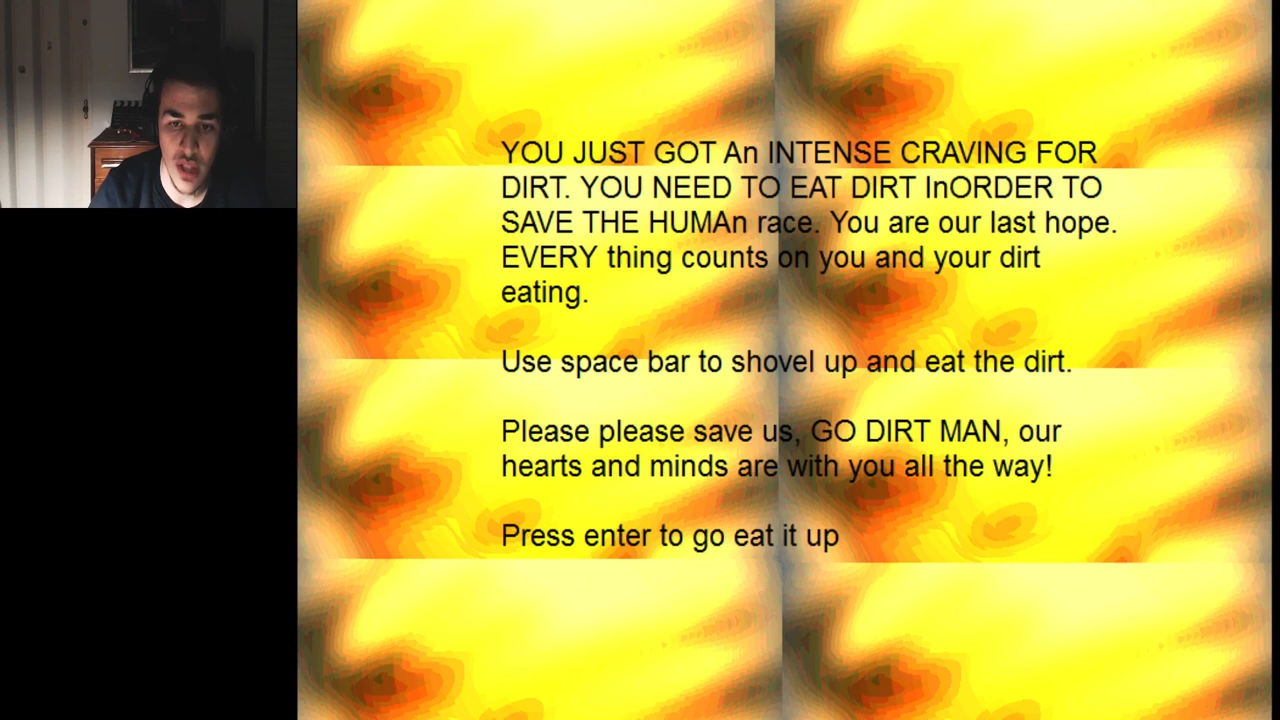 YOU JUST GOT An INTENSE CRAVING FOR
DIRT. YOU NEED TO EAT DIRT InORDER TO
SAVE THE HUMAn race. You are our last hope.
EVERY thing counts on you and your dirt
eating.
Use space bar to shovel up and eat the dirt.
Please please save us, GO DIRT MAN, our
hearts and minds are with you all the way!
Press enter to go eat it up